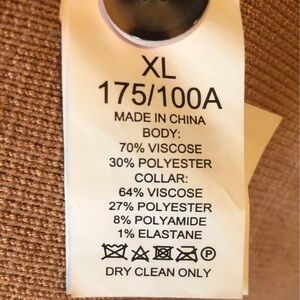 XL
175/100A
MADE IN CHINA
BODY:
70% VISCOSE
30% POLYESTER
COLLAR:
64% VISCOSE
27% POLYESTER
8% POLYAMIDE
1% ELASTANE
P
DRY CLEAN ONLY